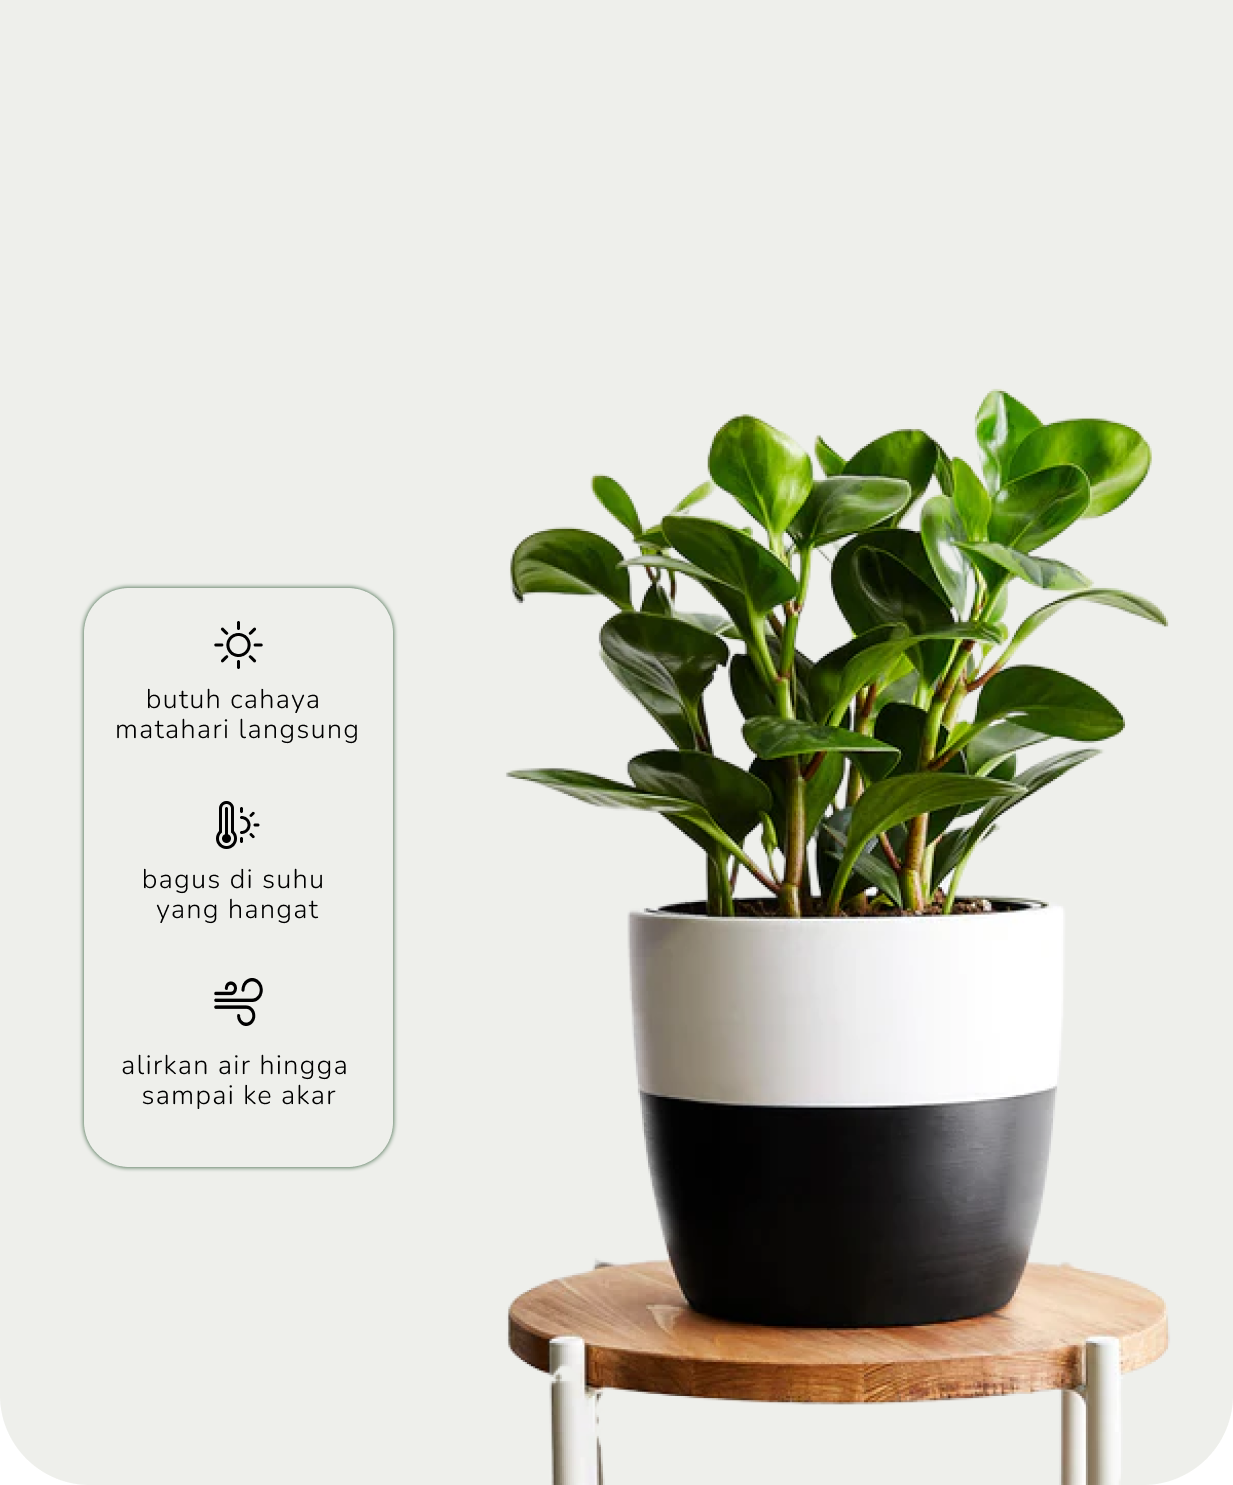 butuh cahaya
matahari langsung
bagus di suhu
yang hangat
alirkan air hingga
sampai ke akar